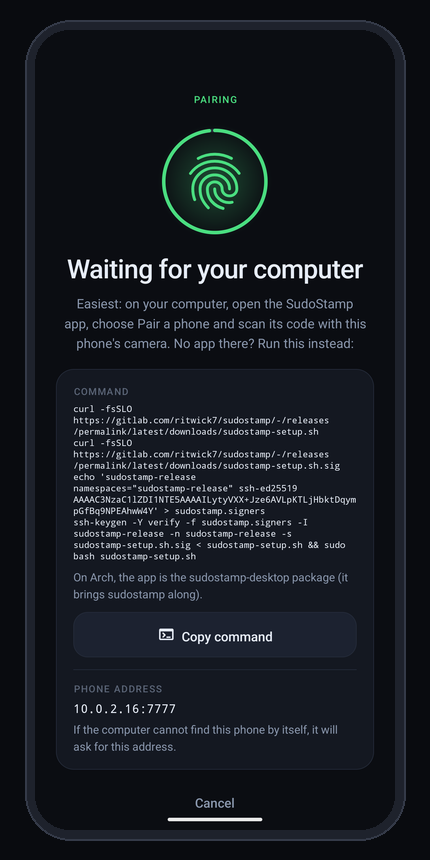 PAIRING
Waiting for your computer
Easiest: on your computer, open the SudoStamp
app, choose Pair a phone and scan its code with this
phone's camera. No app there? Run this instead:
COMMAND
curl -fsSLO
https://gitlab.com/ritwick7/sudostamp/-/releases
/permalink/latest/downloads/sudostamp-setup.sh
curl -fsSLO
https://gitlab.com/ritwick7/sudostamp/-/releases
/permalink/latest/downloads/sudostamp-setup.sh.sig
echo 'sudostamp-release
namespaces="sudostamp-release" ssh-ed25519
AAAAC3NzaC1lZDI1NTE5AAAAILytyVXX+Jze6AVLpKTLjHbktDqym
pGfBq9NPEAhwW4Y' > sudostamp.signers
ssh-keygen -Y verify -f sudostamp.signers -I
sudostamp-release -n sudostamp-release -s
sudostamp-setup.sh.sig < sudostamp-setup.sh && sudo
bash sudostamp-setup.sh
On Arch, the app is the sudostamp-desktop package (it
brings sudostamp along).
Copy command
PHONE ADDRESS
10.0.2.16:7777
If the computer cannot find this phone by itself, it will
ask for this address.
Cancel